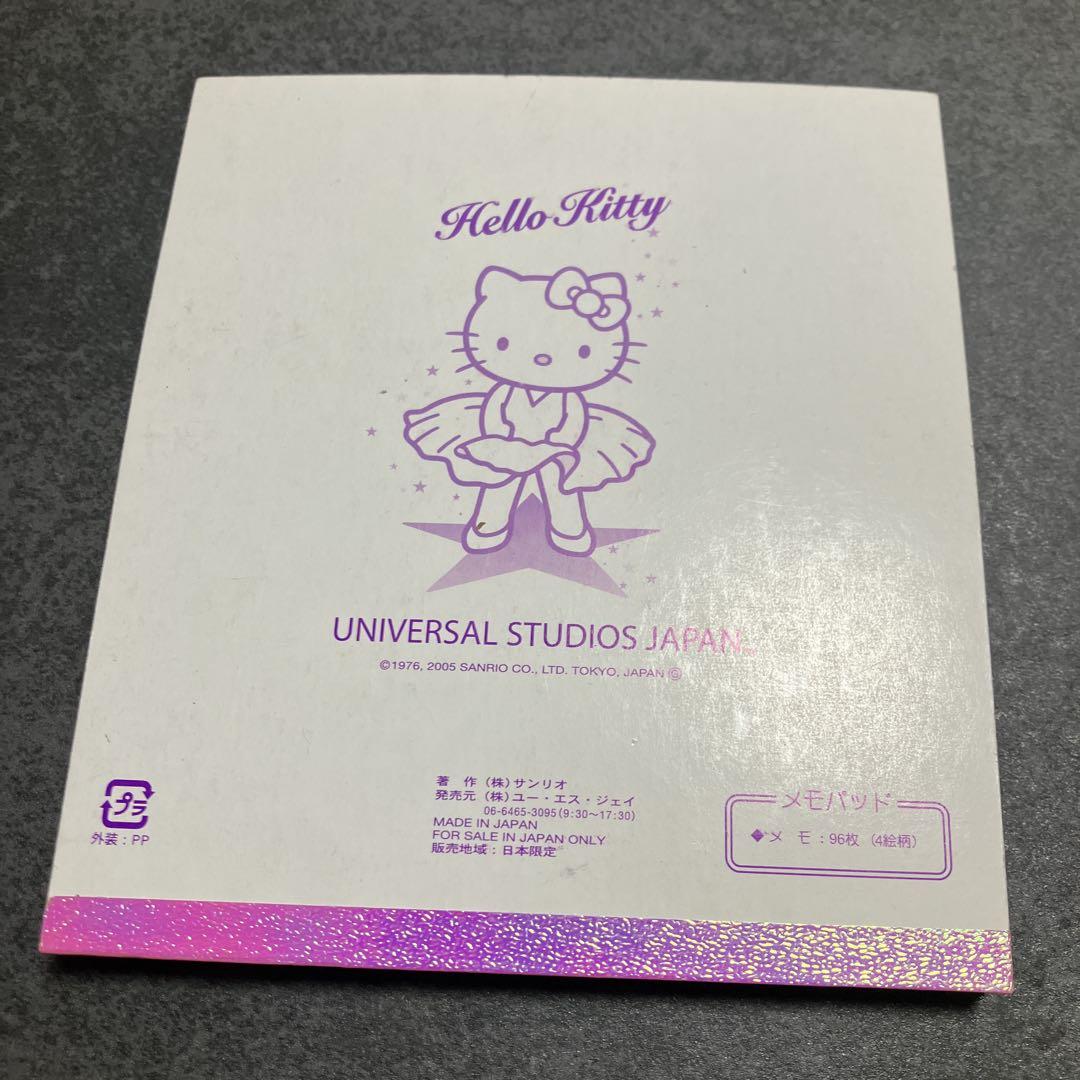 Hello Kitty
UNIVERSAL STUDIOS JAPAN
©1976, 2005 SANRIO CO., LTD. TOKYO, JAPAN Ⓖ
著 作 (株) サンリオ
発売元 (株) ユー・エス・ジェイ
06-6465-3095 (9:30～17:30)
MADE IN JAPAN
FOR SALE IN JAPAN ONLY
販売地域：日本限定
プラ
外装：PP
メモパッド
◆メ モ：96枚 (4絵柄)